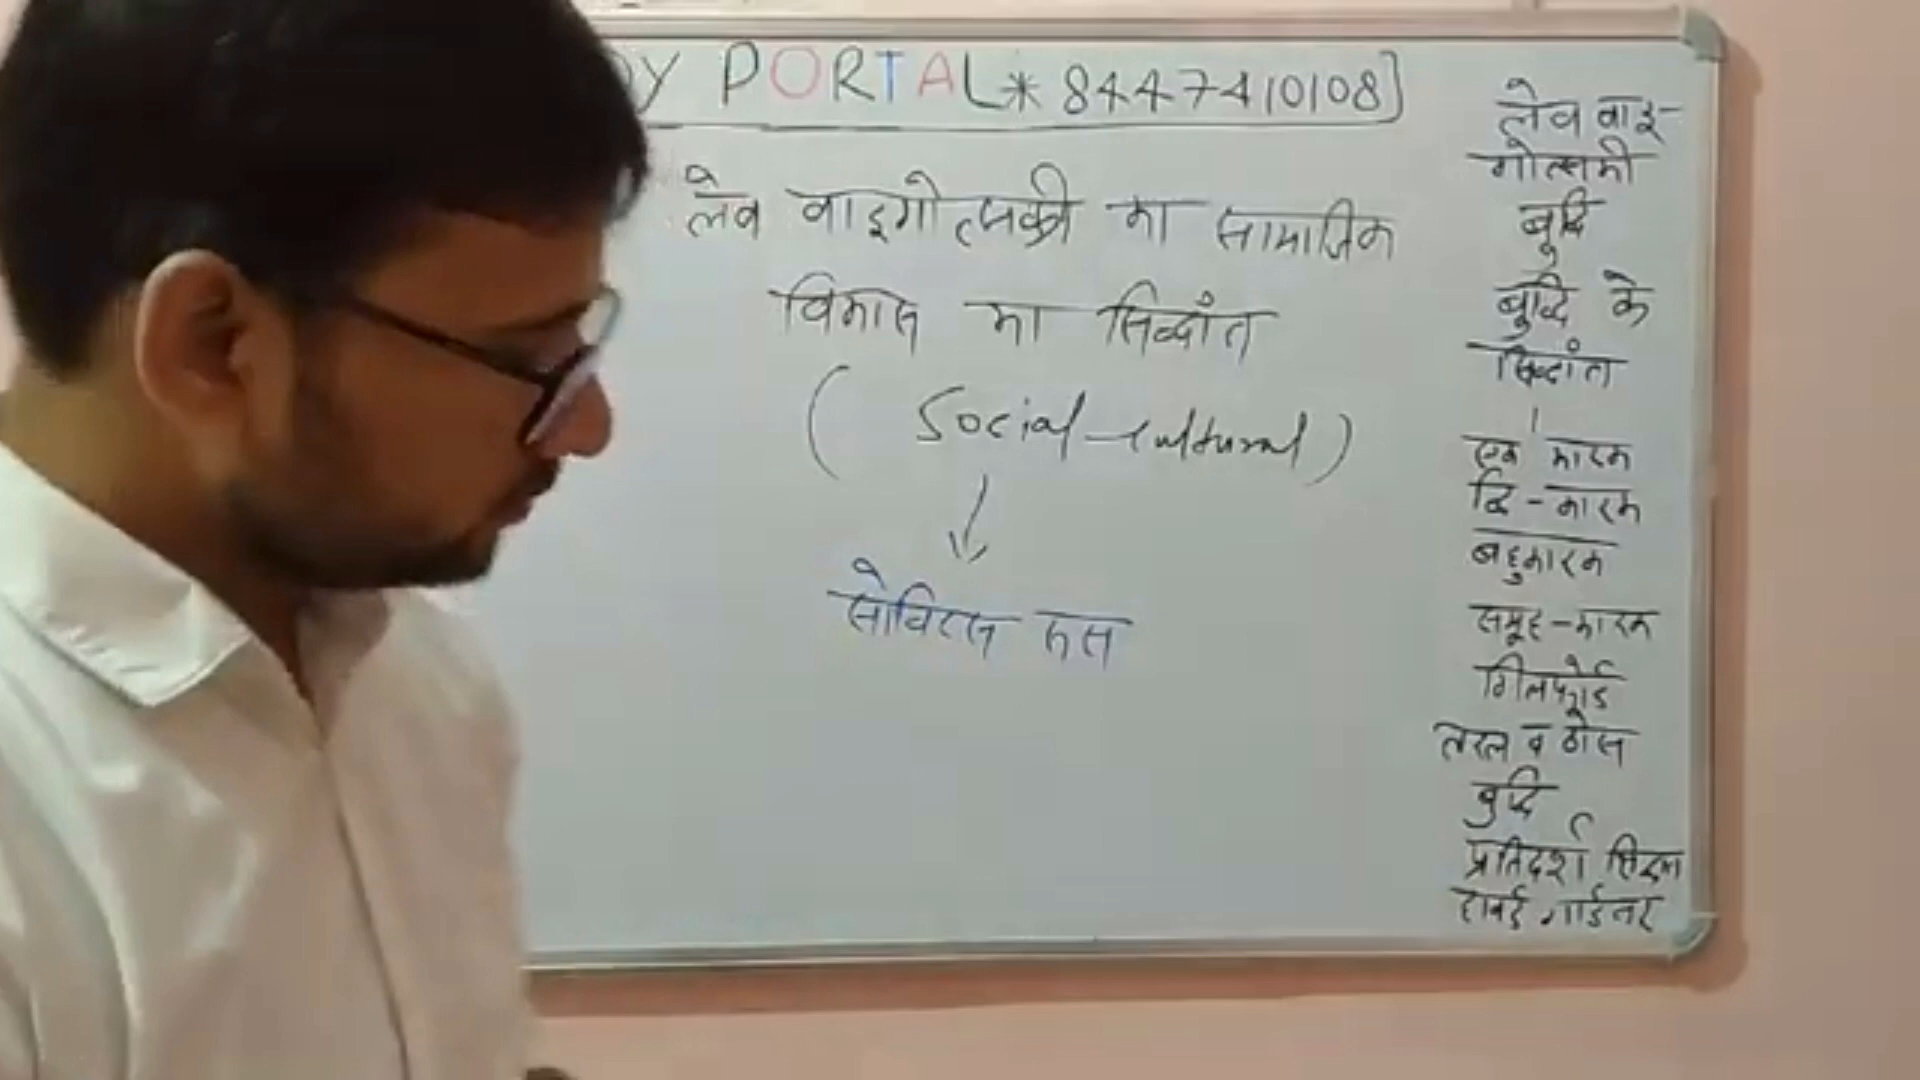 DY PORTAL * 8447410108]
लेव वाइगोत्सकी का सामाजिक
विकास का सिद्धांत
( Social-cultural )
सोवियत रूस
लेव वाइ-
गोत्सकी
बुद्धि
बुद्धि के
सिद्धांत
एक कारक
द्वि-कारक
बहुकारक
समूह-कारक
गिलफोर्ड
तरल व ठोस
बुद्धि
प्रतिदर्श
गार्डनर